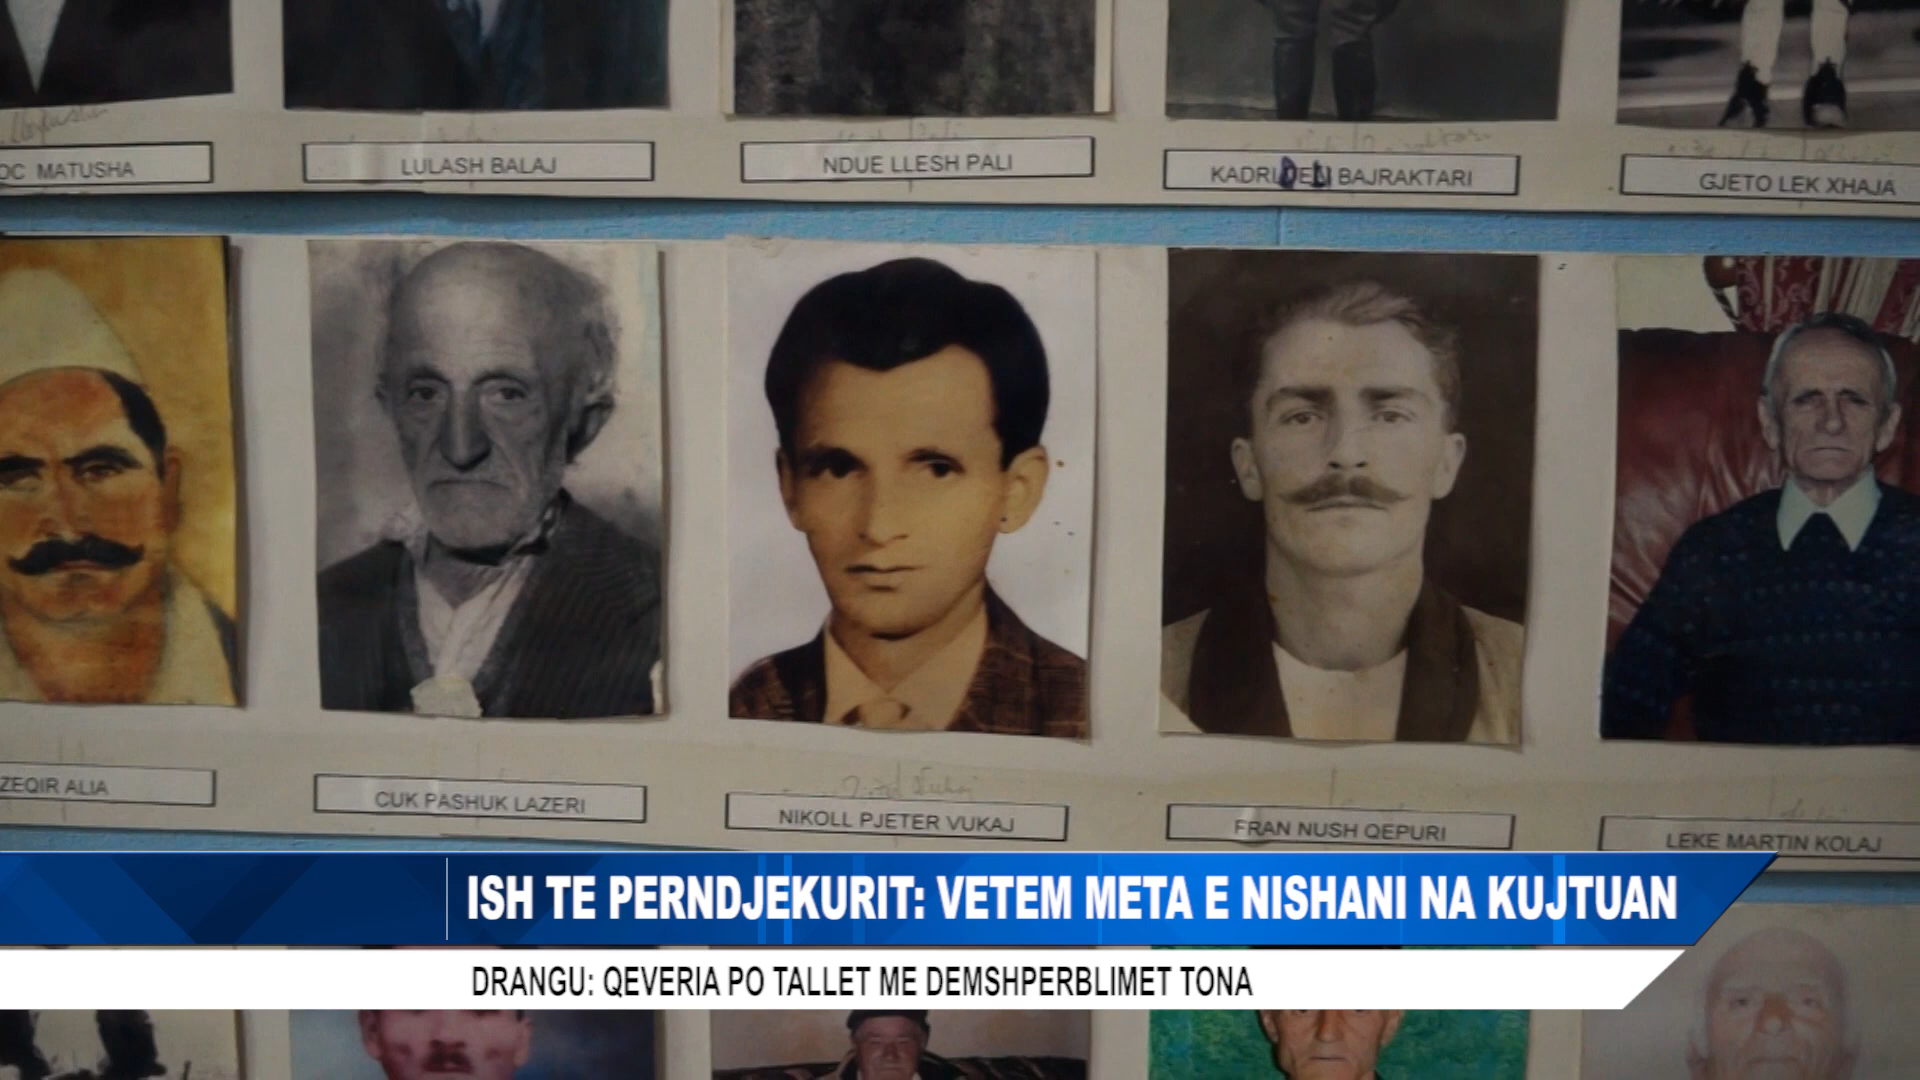 OC MATUSHA
LULASH BALAJ
NDUE LLESH PALI
KADRI DELI BAJRAKTARI
GJETO LEK XHAJA
ZEQIR ALIA
CUK PASHUK LAZERI
NIKOLL PJETER VUKAJ
FRAN NUSH QEPURI
LEKE MARTIN KOLAJ
ISH TE PERNDJEKURIT: VETEM META E NISHANI NA KUJTUAN
DRANGU: QEVERIA PO TALLET ME DEMSHPERBLIMET TONA